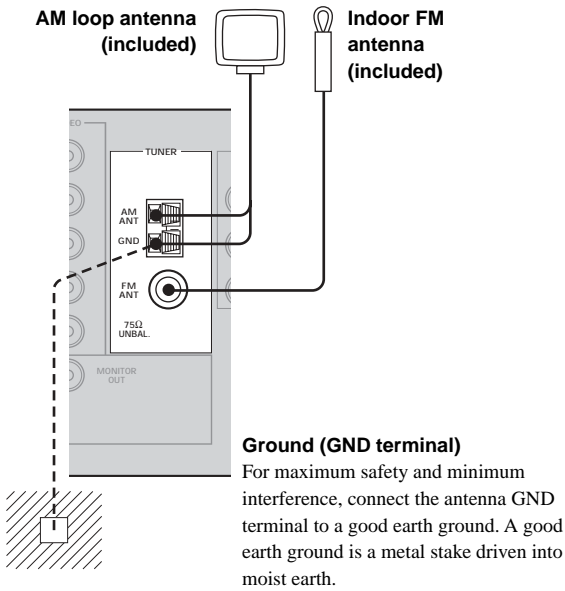 AM loop antenna
(included)
Indoor FM
antenna
(included)
EO
TUNER
AM
ANT
GND
FM
ANT
75Ω
UNBAL.
MONITOR
OUT
Ground (GND terminal)
For maximum safety and minimum
interference, connect the antenna GND
terminal to a good earth ground. A good
earth ground is a metal stake driven into
moist earth.